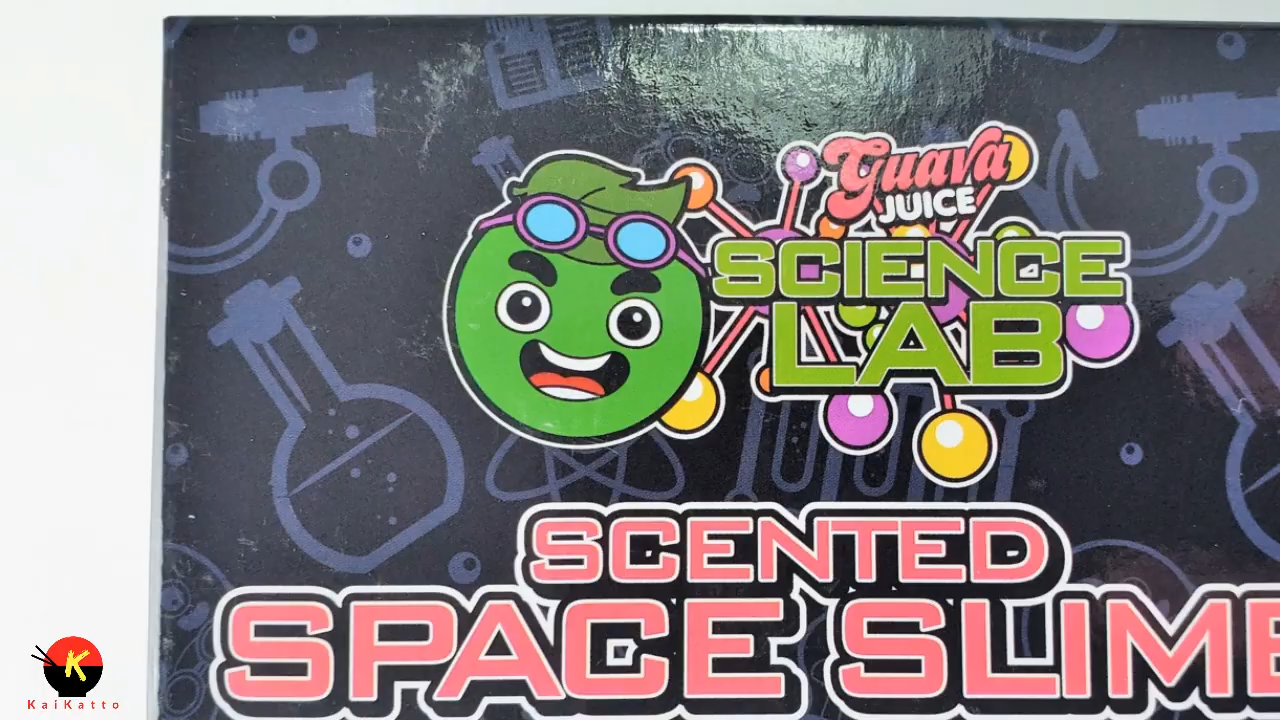 Guava
JUICE
SCIENCE
LAB
SCENTED
SPACE SLIME
K
KaiKatto